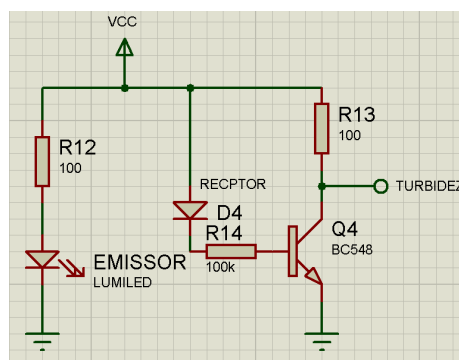 VCC
R12
100
R13
100
RECPTOR
D4
TURBIDEZ
R14
100k
Q4
BC548
EMISSOR
LUMILED